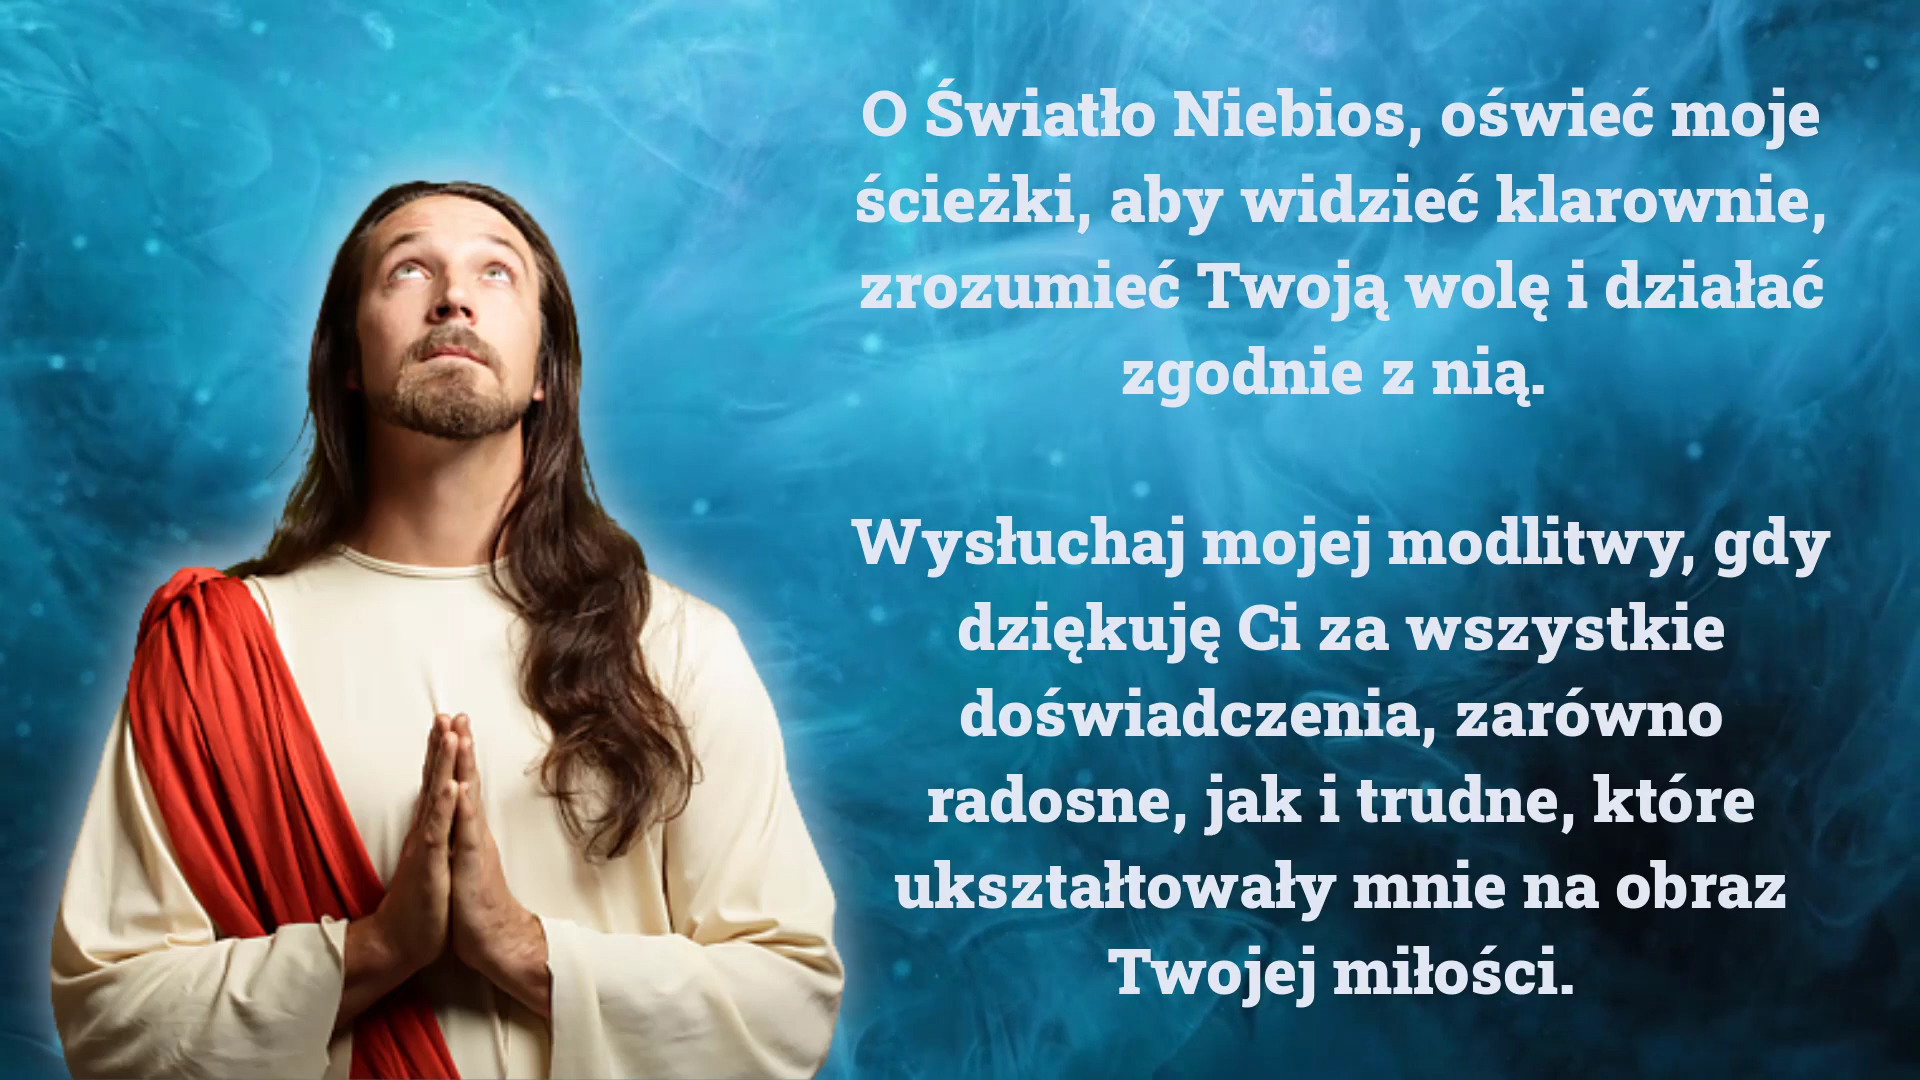 O Światło Niebios, oświeć moje
ścieżki, aby widzieć klarownie,
zrozumieć Twoją wolę i działać
zgodnie z nią.
Wysłuchaj mojej modlitwy, gdy
dziękuję Ci za wszystkie
doświadczenia, zarówno
radosne, jak i trudne, które
ukształtowały mnie na obraz
Twojej miłości.